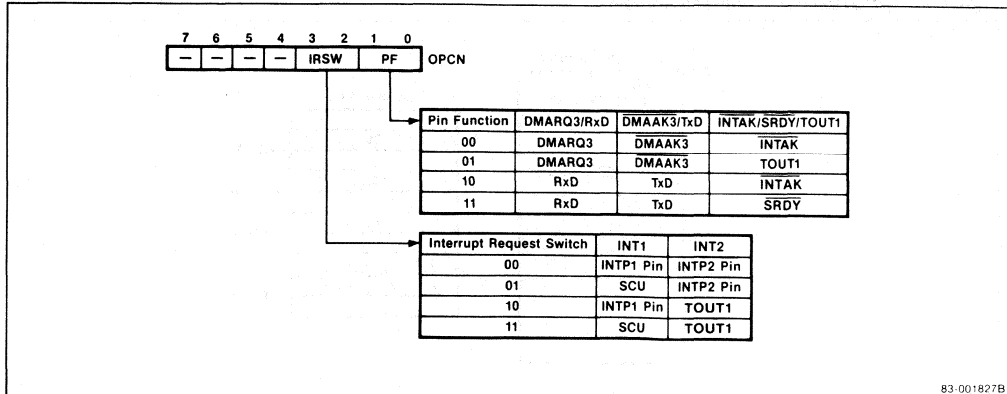 7 6 5 4 3 2 1 0
— — — — IRSW PF OPCN
Pin Function DMARQ3/RxD DMAAK3/TxD INTAK/SRDY/TOUT1
00 DMARQ3 DMAAK3 INTAK
01 DMARQ3 DMAAK3 TOUT1
10 RxD TxD INTAK
11 RxD TxD SRDY
Interrupt Request Switch INT1 INT2
00 INTP1 Pin INTP2 Pin
01 SCU INTP2 Pin
10 INTP1 Pin TOUT1
11 SCU TOUT1
83-001827B